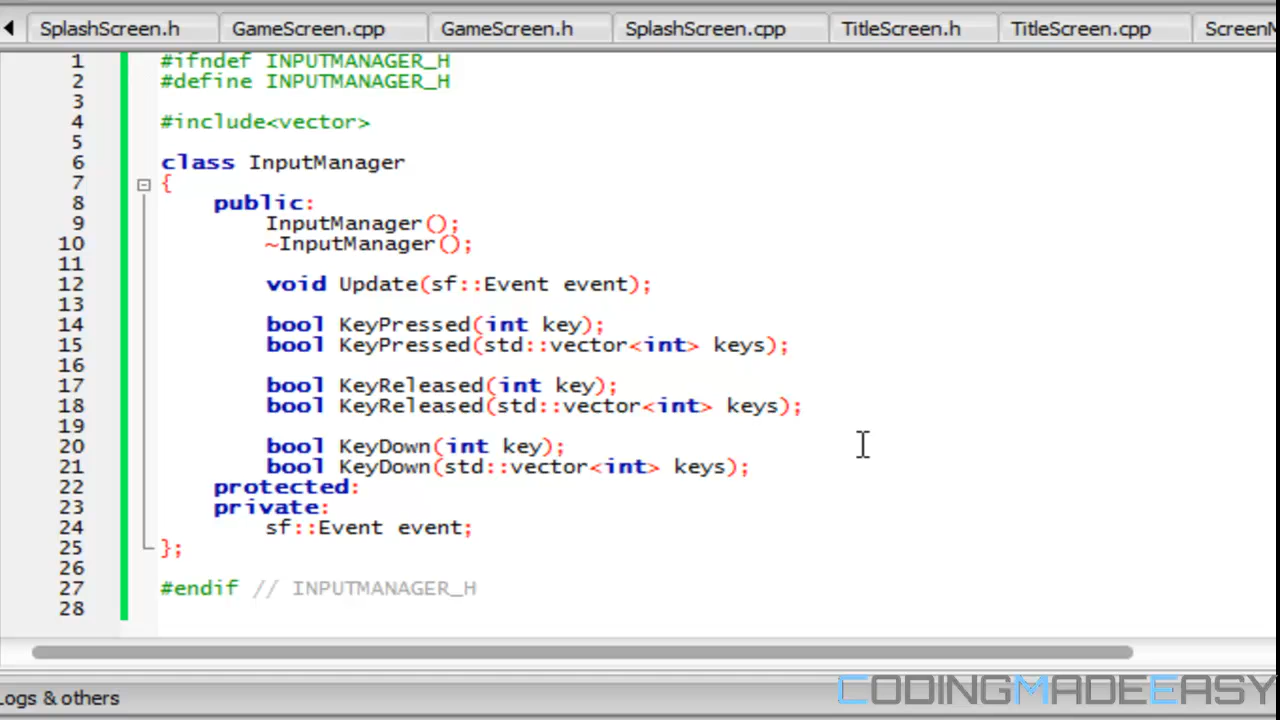 SplashScreen.h GameScreen.cpp GameScreen.h SplashScreen.cpp TitleScreen.h TitleScreen.cpp ScreenM
1 #ifndef INPUTMANAGER_H
2 #define INPUTMANAGER_H
3
4 #include<vector>
5
6 class InputManager
7 {
8 public:
9 InputManager();
10 ~InputManager();
11
12 void Update(sf::Event event);
13
14 bool KeyPressed(int key);
15 bool KeyPressed(std::vector<int> keys);
16
17 bool KeyReleased(int key);
18 bool KeyReleased(std::vector<int> keys);
19
20 bool KeyDown(int key);
21 bool KeyDown(std::vector<int> keys);
22 protected:
23 private:
24 sf::Event event;
25 };
26
27 #endif // INPUTMANAGER_H
28
Logs & others
CODINGMADEEASY